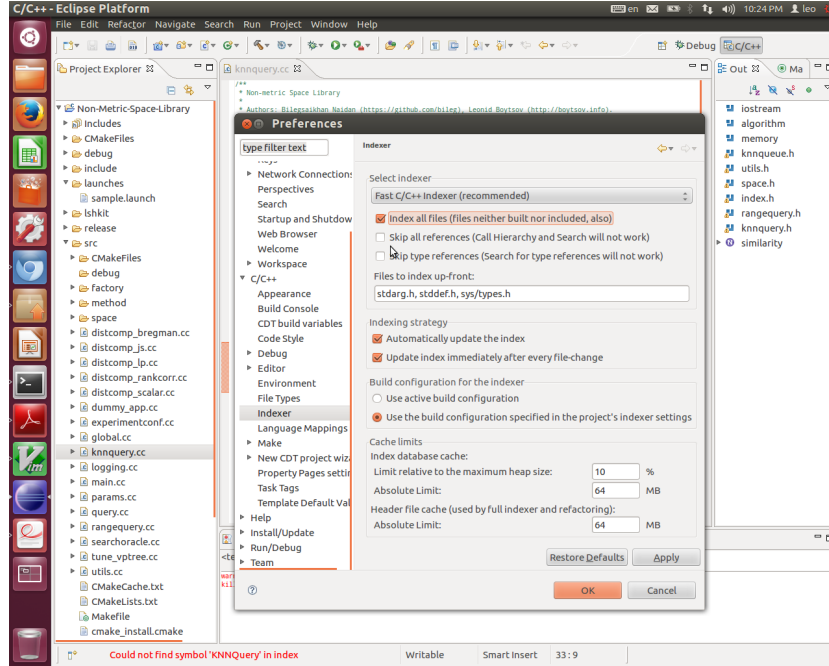 C/C++ - Eclipse Platform
en
10:24 PM
leo
File Edit Refactor Navigate Search Run Project Window Help
Debug
C/C++
Project Explorer
knnquery.cc
Out
Ma
/**
* Non-metric Space Library
*
* Authors: Bilegsaikhan Naidan (https://github.com/bileg), Leonid Boytsov (http://boytsov.info).
Non-Metric-Space-Library
Includes
CMakeFiles
debug
include
launches
sample.launch
lshkit
release
src
CMakeFiles
debug
factory
method
space
distcomp_bregman.cc
distcomp_js.cc
distcomp_lp.cc
distcomp_rankcorr.cc
distcomp_scalar.cc
dummy_app.cc
experimentconf.cc
global.cc
knnquery.cc
logging.cc
main.cc
params.cc
query.cc
rangequery.cc
searchoracle.cc
tune_vptree.cc
utils.cc
CMakeCache.txt
CMakeLists.txt
Makefile
cmake_install.cmake
Preferences
type filter text
Network Connections
Perspectives
Search
Startup and Shutdow
Web Browser
Welcome
Workspace
C/C++
Appearance
Build Console
CDT build variables
Code Style
Debug
Editor
Environment
File Types
Indexer
Language Mappings
Make
New CDT project wiza
Property Pages settin
Task Tags
Template Default Val
Help
Install/Update
Run/Debug
Team
Indexer
Select indexer
Fast C/C++ Indexer (recommended)
Index all files (files neither built nor included, also)
Skip all references (Call Hierarchy and Search will not work)
Skip type references (Search for type references will not work)
Files to index up-front:
stdarg.h, stddef.h, sys/types.h
Indexing strategy
Automatically update the index
Update index immediately after every file-change
Build configuration for the indexer
Use active build configuration
Use the build configuration specified in the project's indexer settings
Cache limits
Index database cache:
Limit relative to the maximum heap size: 10 %
Absolute Limit: 64 MB
Header file cache (used by full indexer and refactoring):
Absolute Limit: 64 MB
Restore Defaults
Apply
OK
Cancel
iostream
algorithm
memory
knnqueue.h
utils.h
space.h
index.h
rangequery.h
knnquery.h
similarity
Could not find symbol 'KNNQuery' in index
Writable
Smart Insert
33 : 9